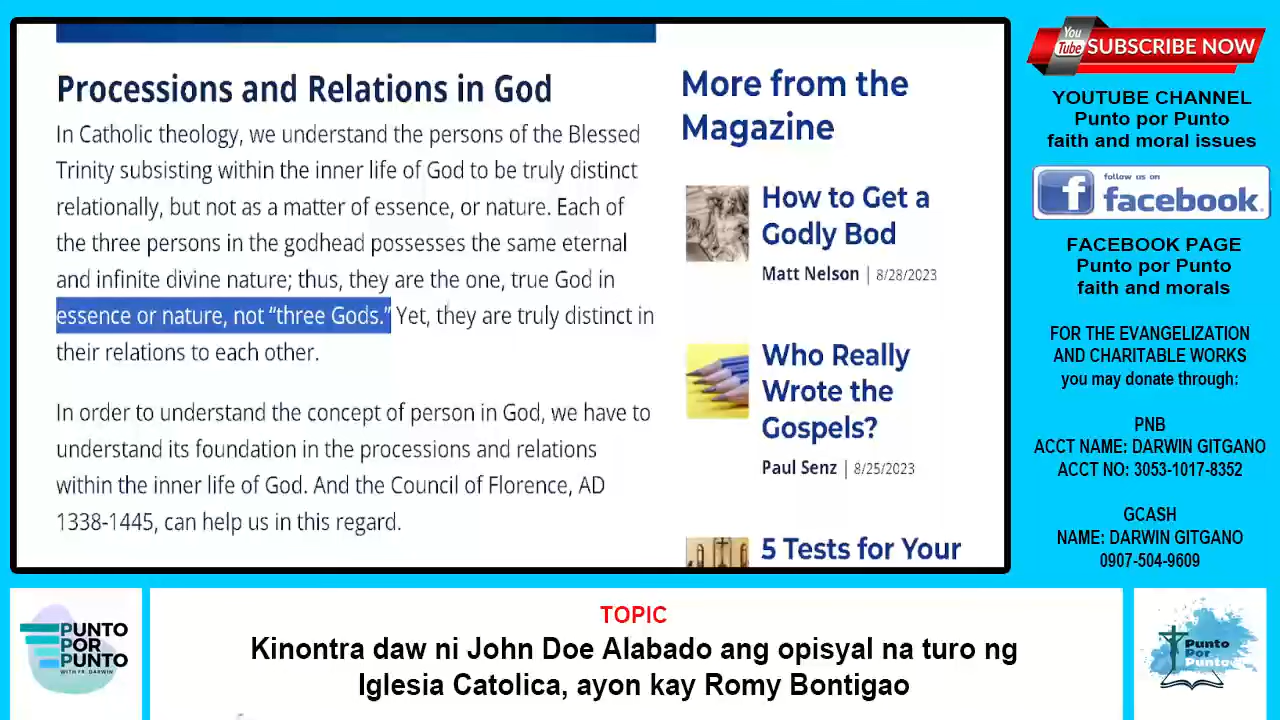 Processions and Relations in God
In Catholic theology, we understand the persons of the Blessed
Trinity subsisting within the inner life of God to be truly distinct
relationally, but not as a matter of essence, or nature. Each of
the three persons in the godhead possesses the same eternal
and infinite divine nature; thus, they are the one, true God in
essence or nature, not “three Gods.” Yet, they are truly distinct in
their relations to each other.
In order to understand the concept of person in God, we have to
understand its foundation in the processions and relations
within the inner life of God. And the Council of Florence, AD
1338-1445, can help us in this regard.
More from the
Magazine
How to Get a
Godly Bod
Matt Nelson | 8/28/2023
Who Really
Wrote the
Gospels?
Paul Senz | 8/25/2023
5 Tests for Your
You
Tube SUBSCRIBE NOW
YOUTUBE CHANNEL
Punto por Punto
faith and moral issues
follow us on
f facebook
FACEBOOK PAGE
Punto por Punto
faith and morals
FOR THE EVANGELIZATION
AND CHARITABLE WORKS
you may donate through:
PNB
ACCT NAME: DARWIN GITGANO
ACCT NO: 3053-1017-8352
GCASH
NAME: DARWIN GITGANO
0907-504-9609
PUNTO
POR
PUNTO
WITH FR. DARWIN
TOPIC
Kinontra daw ni John Doe Alabado ang opisyal na turo ng
Iglesia Catolica, ayon kay Romy Bontigao
Punto
Por
Punto